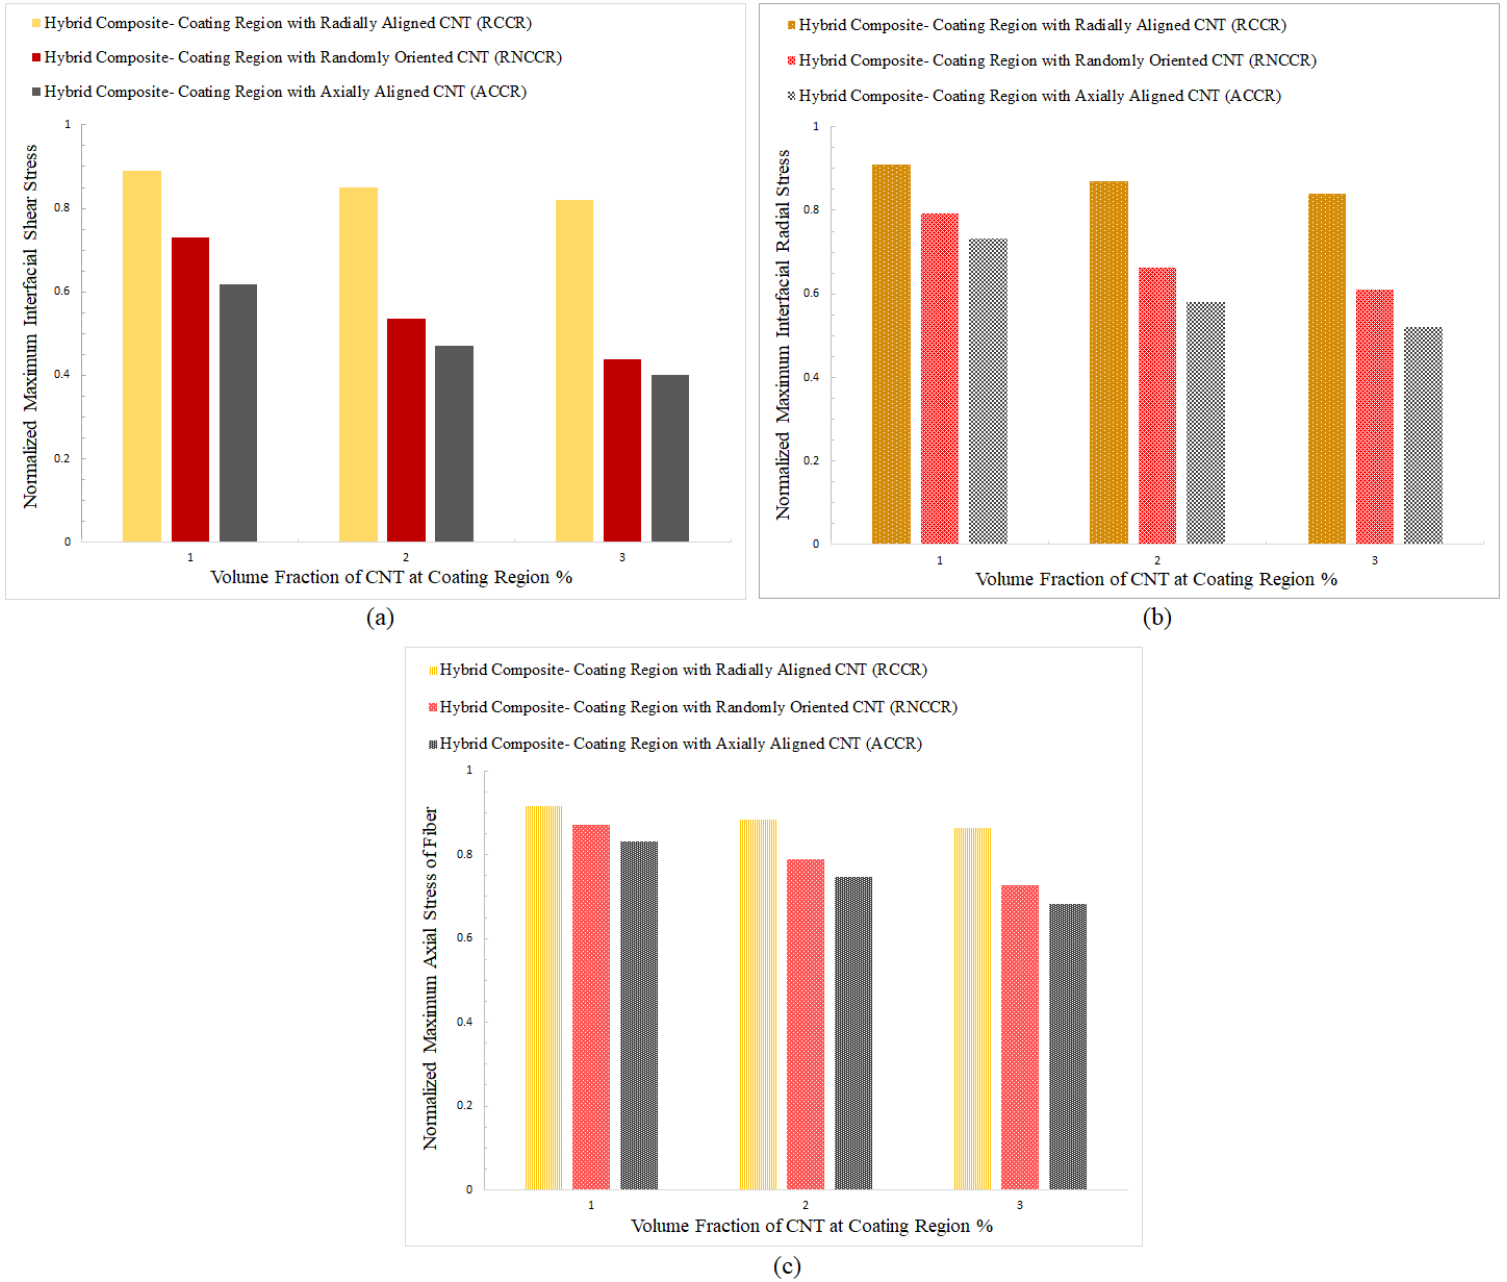 Hybrid Composite- Coating Region with Radially Aligned CNT (RCCR)
Hybrid Composite- Coating Region with Randomly Oriented CNT (RNCCR)
Hybrid Composite- Coating Region with Axially Aligned CNT (ACCR)
Normalized Maximum Interfacial Shear Stress
1
0.8
0.6
0.4
0.2
0
1 2 3
Volume Fraction of CNT at Coating Region %
(a)
Hybrid Composite- Coating Region with Radially Aligned CNT (RCCR)
Hybrid Composite- Coating Region with Randomly Oriented CNT (RNCCR)
Hybrid Composite- Coating Region with Axially Aligned CNT (ACCR)
Normalized Maximum Interfacial Radial Stress
1
0.8
0.6
0.4
0.2
0
1 2 3
Volume Fraction of CNT at Coating Region %
(b)
Hybrid Composite- Coating Region with Radially Aligned CNT (RCCR)
Hybrid Composite- Coating Region with Randomly Oriented CNT (RNCCR)
Hybrid Composite- Coating Region with Axially Aligned CNT (ACCR)
Normalized Maximum Axial Stress of Fiber
1
0.8
0.6
0.4
0.2
0
1 2 3
Volume Fraction of CNT at Coating Region %
(c)